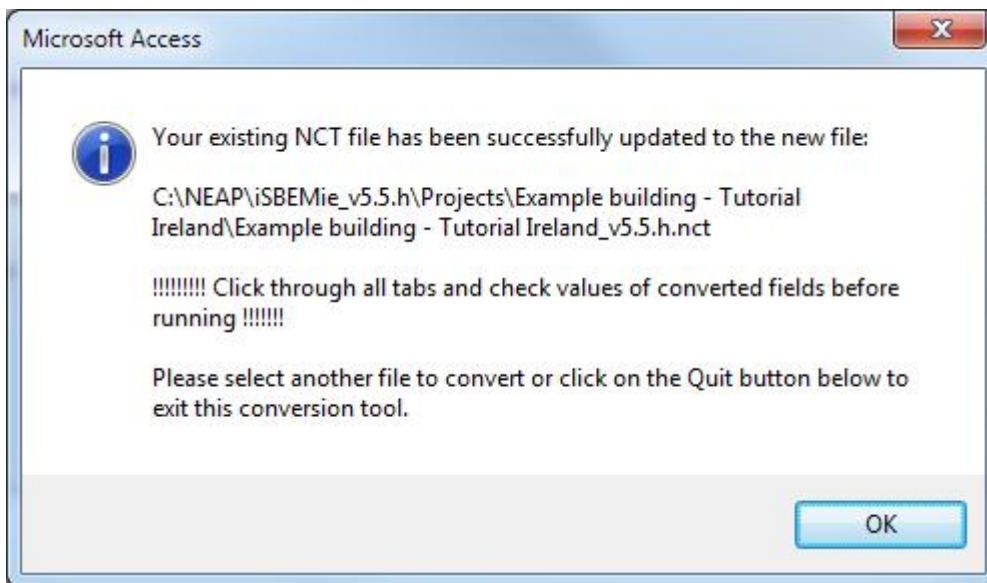 Microsoft Access
Your existing NCT file has been successfully updated to the new file:
C:\NEAP\iSBEMie_v5.5.h\Projects\Example building - Tutorial
Ireland\Example building - Tutorial Ireland_v5.5.h.nct
!!!!!!!!! Click through all tabs and check values of converted fields before
running !!!!!!!
Please select another file to convert or click on the Quit button below to
exit this conversion tool.
OK